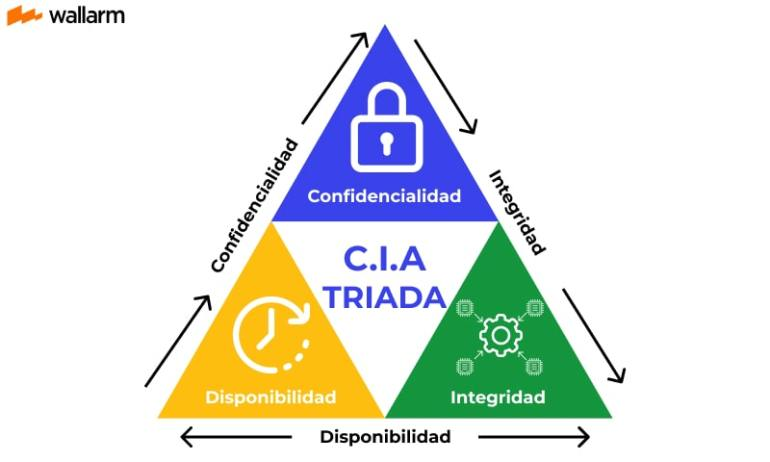 wallarm
Confidencialidad
Confidencialidad
Integridad
C.I.A
TRIADA
Disponibilidad
Integridad
Disponibilidad